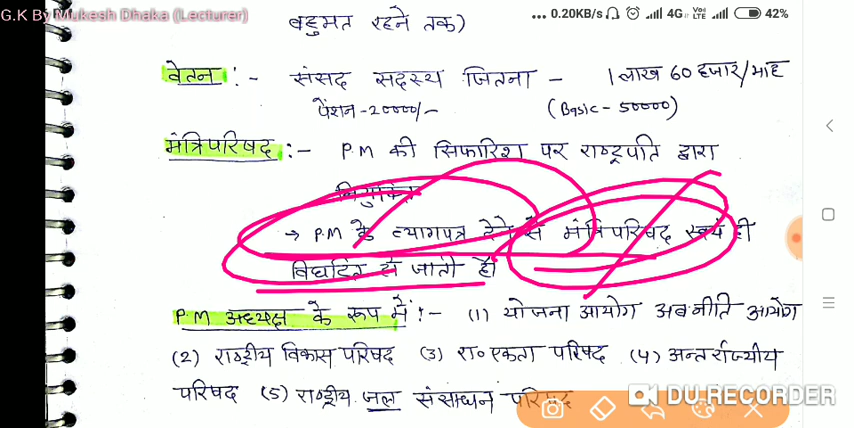 G.K By Mukesh Dhaka (Lecturer)
... 0.20KB/s 4G VoLTE 42%
बहुमत रहने तक)
वेतन :- संसद सदस्य जितना - 1 लाख 60 हजार/माह
पेंशन-20000/- (Basic-50000)
मंत्रिपरिषद :- P.M की सिफारिश पर राष्ट्रपति द्वारा
नियुक्ति
→ P.M के त्यागपत्र देने से मंत्रिपरिषद स्वयं ही
विघटित हो जाती है।
P.M अध्यक्ष के रूप में :- (1) योजना आयोग अब नीति आयोग
(2) राष्ट्रीय विकास परिषद (3) रा० एकता परिषद (4) अन्तर्राज्यीय
परिषद (5) राष्ट्रीय जल संसाधन परिषद
DU RECORDER